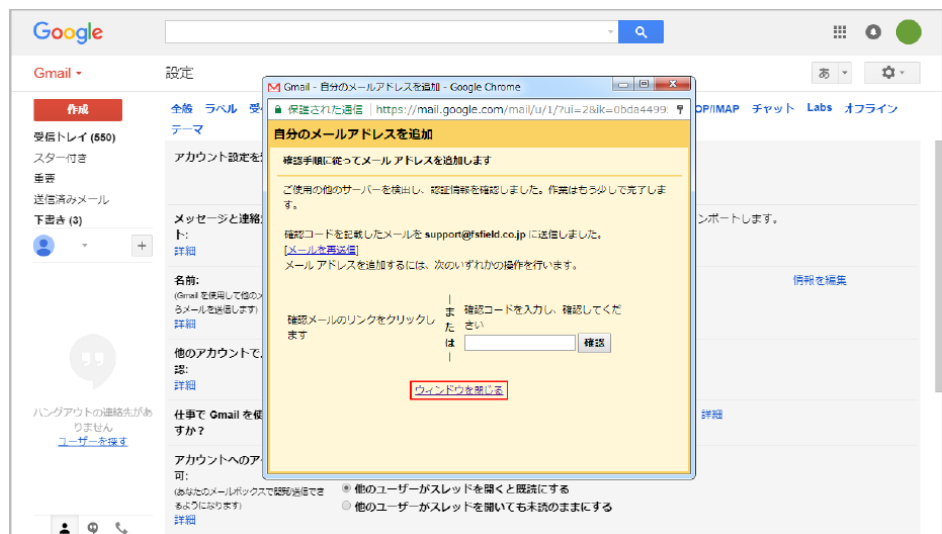 Google
Gmail
設定
あ
作成
受信トレイ (550)
スター付き
重要
送信済みメール
下書き (3)
ハングアウトの連絡先があ
りません
ユーザーを探す
全般 ラベル 受
OP/IMAP チャット Labs オフライン
テーマ
アカウント設定を
メッセージと連絡
ト:
詳細
ンポートします。
名前:
(Gmail を使用して他の
らメールを送信します)
詳細
情報を編集
他のアカウントで
認:
詳細
仕事で Gmail を使
すか?
詳細
アカウントへのア
可:
(あなたのメールボックスで閲覧/送信でき
るようになります)
詳細
他のユーザーがスレッドを開くと既読にする
他のユーザーがスレッドを開いても未読のままにする
Gmail - 自分のメールアドレスを追加 - Google Chrome
保護された通信 https://mail.google.com/mail/u/1/?ui=2&ik=0bda4499
自分のメールアドレスを追加
確認手順に従ってメール アドレスを追加します
ご使用の他のサーバーを検出し、認証情報を確認しました。作業はもう少しで完了しま
す。
確認コードを記載したメールを support@fsfield.co.jp に送信しました。
[メールを再送信]
メール アドレスを追加するには、次のいずれかの操作を行います。
確認メールのリンクをクリックし
ます
または
確認コードを入力し、確認してくだ
さい
確認
ウィンドウを閉じる